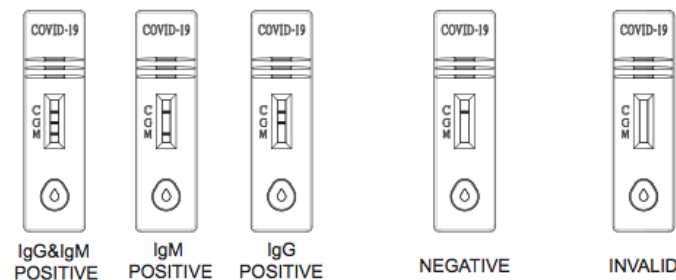 COVID-19 COVID-19 COVID-19 COVID-19 COVID-19
C C C C C
G G G G G
M M M M M
IgG&IgM IgM IgG
POSITIVE POSITIVE POSITIVE NEGATIVE INVALID